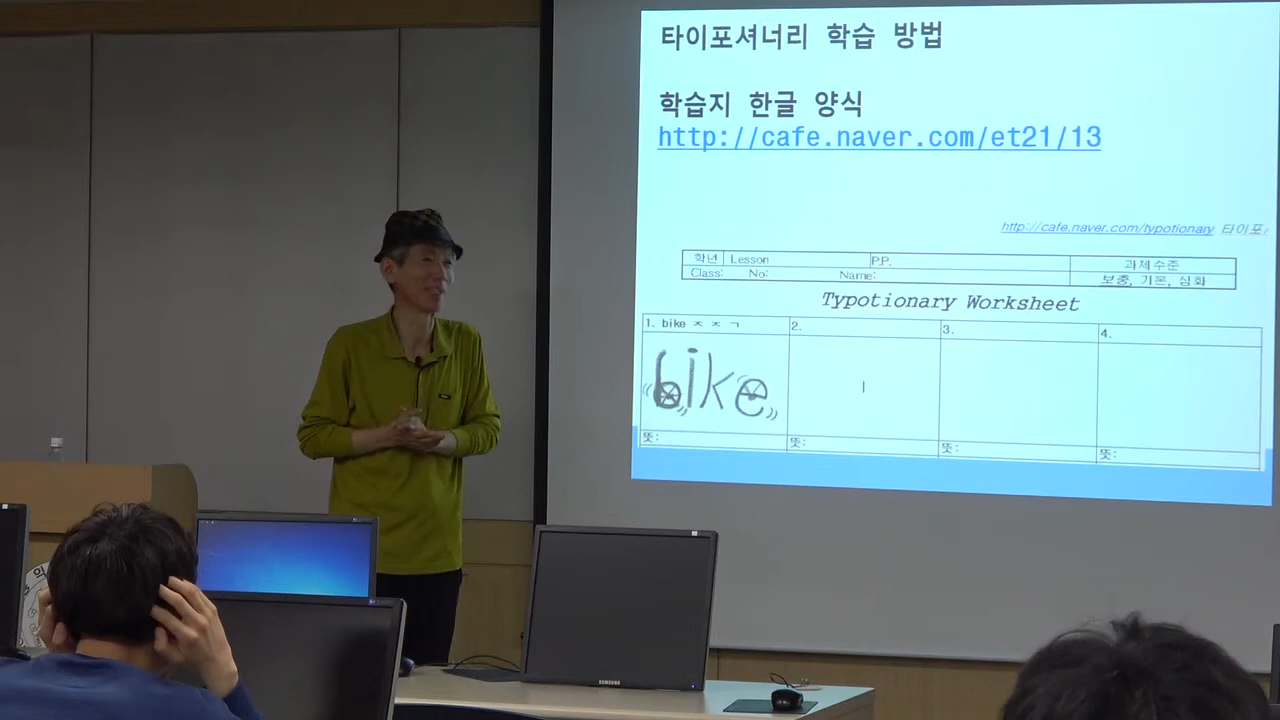 타이포셔너리 학습 방법
학습지 한글 양식
http://cafe.naver.com/et21/13
http://cafe.naver.com/typotionary 타이포
학년 Lesson P.P. 과제수준
Class: No: Name: 보충, 기본, 심화
Typotionary Worksheet
1. bike ㅈ ㅈ ㄱ 2. 3. 4.
bike
뜻: 뜻: 뜻: 뜻:
SAMSUNG